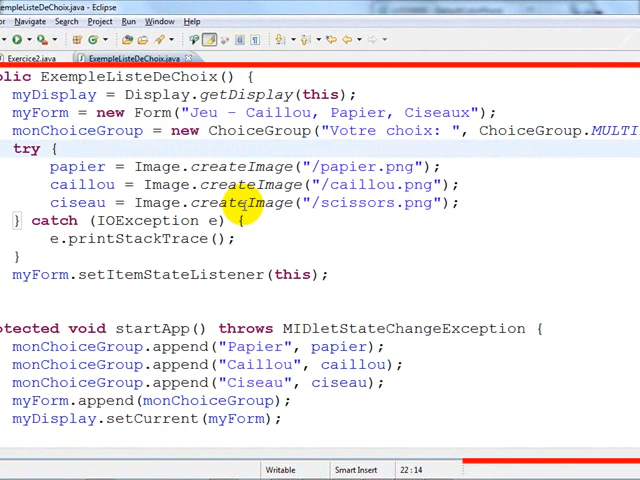 ExempleListeDeChoix.java - Eclipse
Navigate Search Project Run Window Help
Exercice2.java ExempleListeDeChoix.java
ExempleListeDeChoix() {
myDisplay = Display.getDisplay(this);
myForm = new Form("Jeu - Caillou, Papier, Ciseaux");
monChoiceGroup = new ChoiceGroup("Votre choix: ", ChoiceGroup.MULTI
try {
papier = Image.createImage("/papier.png");
caillou = Image.createImage("/caillou.png");
ciseau = Image.createImage("/scissors.png");
} catch (IOException e) {
e.printStackTrace();
}
myForm.setItemStateListener(this);
otected void startApp() throws MIDletStateChangeException {
monChoiceGroup.append("Papier", papier);
monChoiceGroup.append("Caillou", caillou);
monChoiceGroup.append("Ciseau", ciseau);
myForm.append(monChoiceGroup);
myDisplay.setCurrent(myForm);
Writable Smart Insert 22:14